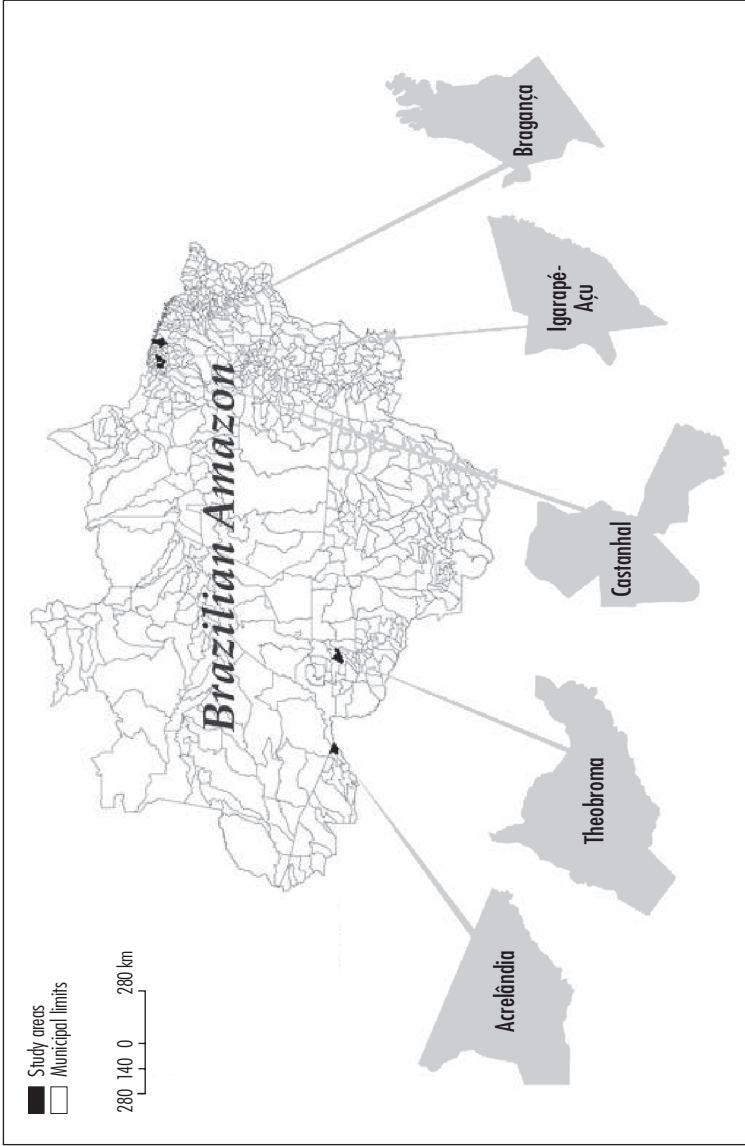 Study areas
Municipal limits
280 140 0 280 km
Brazilian Amazon
Acrelândia
Theobroma
Castanhal
Igarapé-
Açu
Bragança